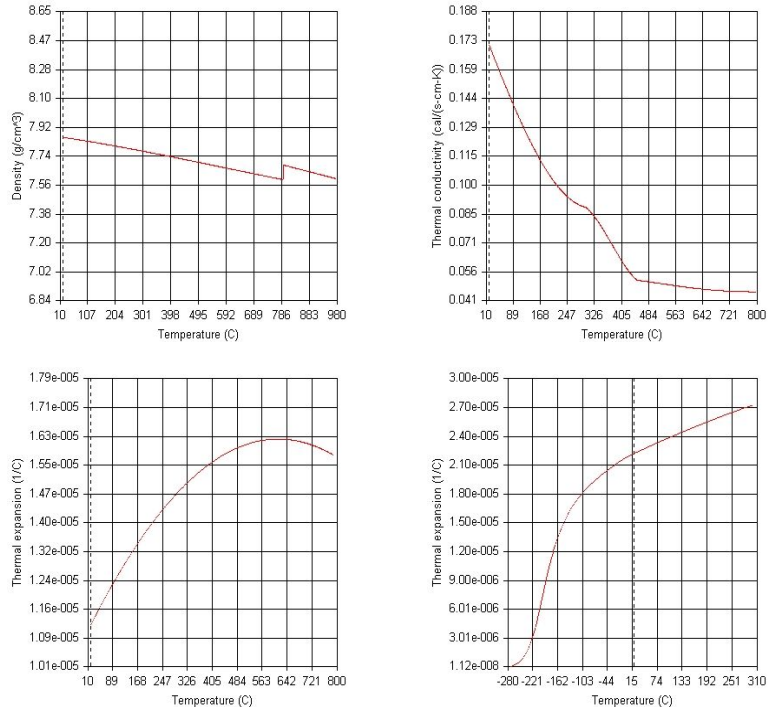 8.65
8.47
8.28
8.10
7.92
7.74
7.56
7.38
7.20
7.02
6.84
Density (g/cm^3)
10 107 204 301 398 495 592 689 786 883 980
Temperature (C)
0.188
0.173
0.159
0.144
0.129
0.115
0.100
0.085
0.071
0.056
0.041
Thermal conductivity (cal/(s-cm-K))
10 89 168 247 326 405 484 563 642 721 800
Temperature (C)
1.79e-005
1.71e-005
1.63e-005
1.55e-005
1.47e-005
1.40e-005
1.32e-005
1.24e-005
1.16e-005
1.09e-005
1.01e-005
Thermal expansion (1/C)
10 89 168 247 326 405 484 563 642 721 800
Temperature (C)
3.00e-005
2.70e-005
2.40e-005
2.10e-005
1.80e-005
1.50e-005
1.20e-005
9.00e-006
6.01e-006
3.01e-006
1.12e-008
Thermal expansion (1/C)
-280 -221 -162 -103 -44 15 74 133 192 251 310
Temperature (C)